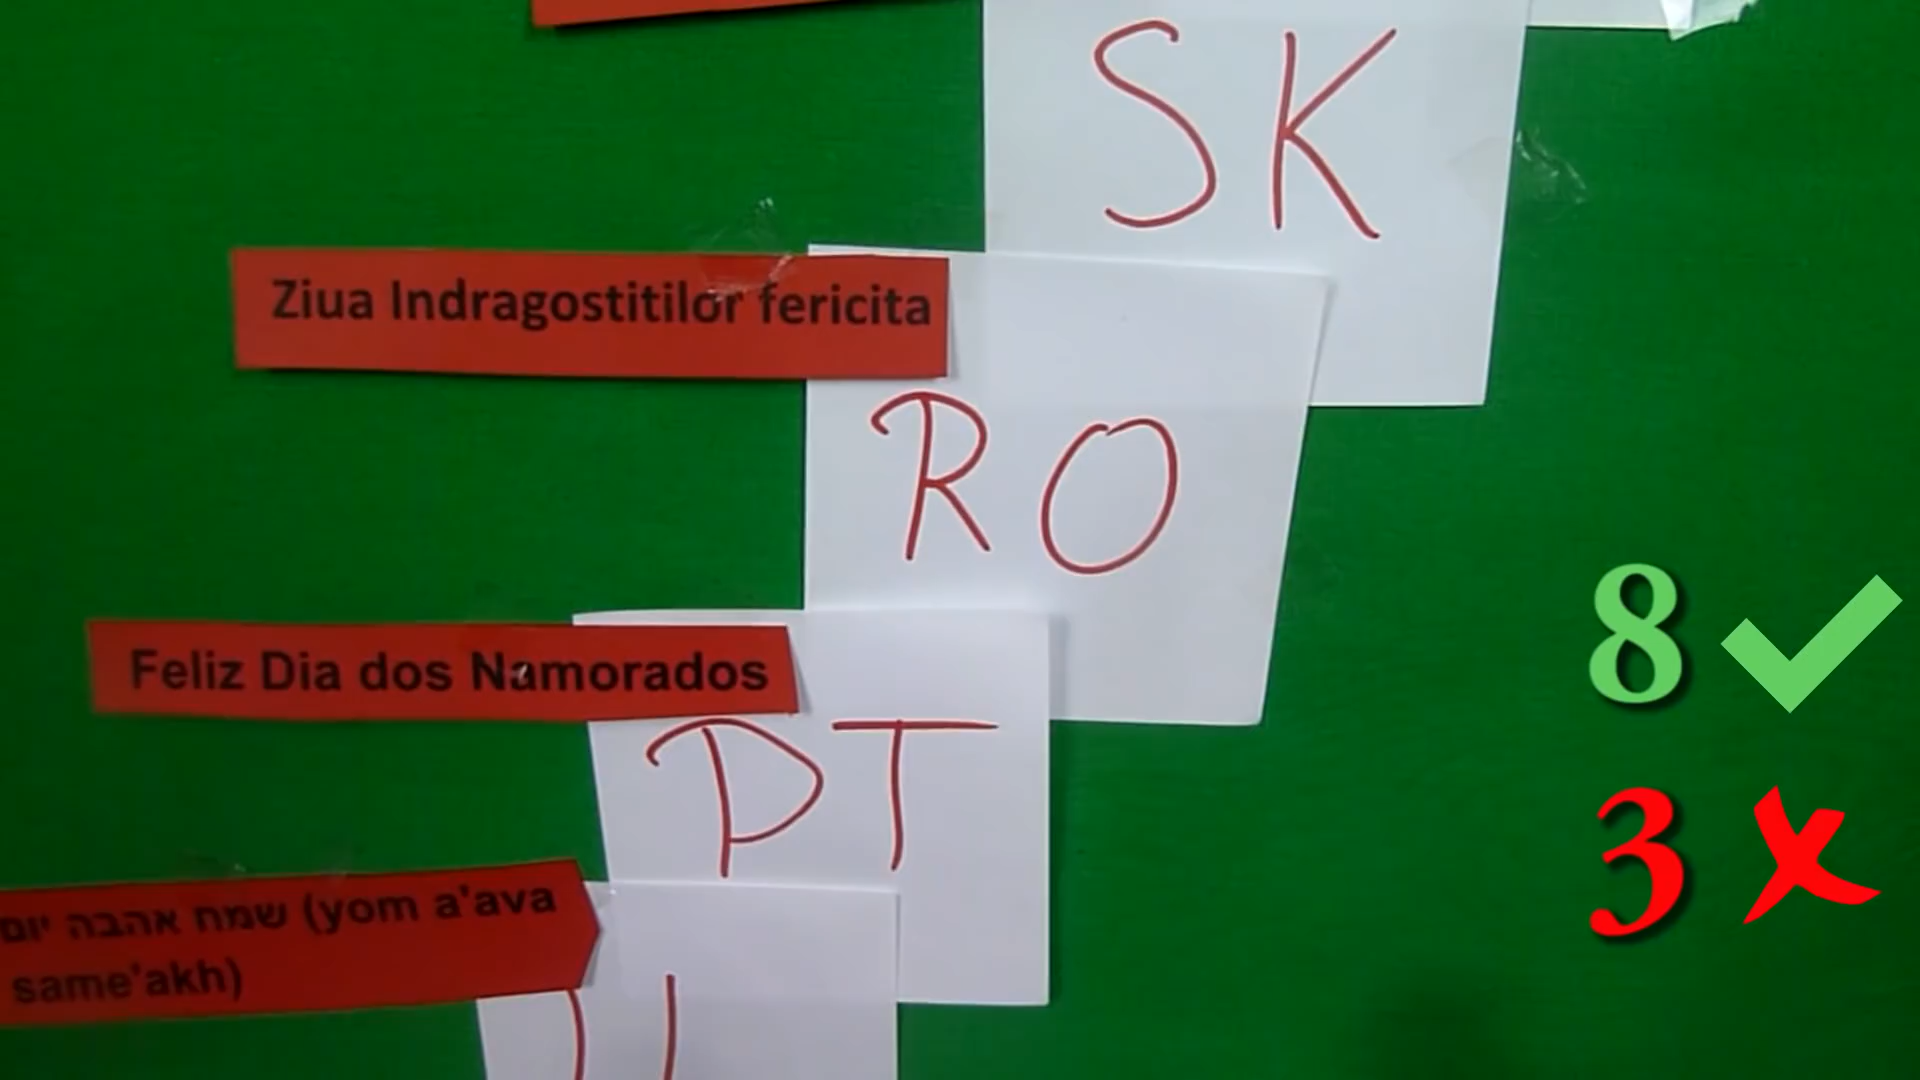 SK
Ziua Indragostitilor fericita
RO
Feliz Dia dos Namorados
PT
שמח אהבה יום (yom a'ava
same'akh)
8
3